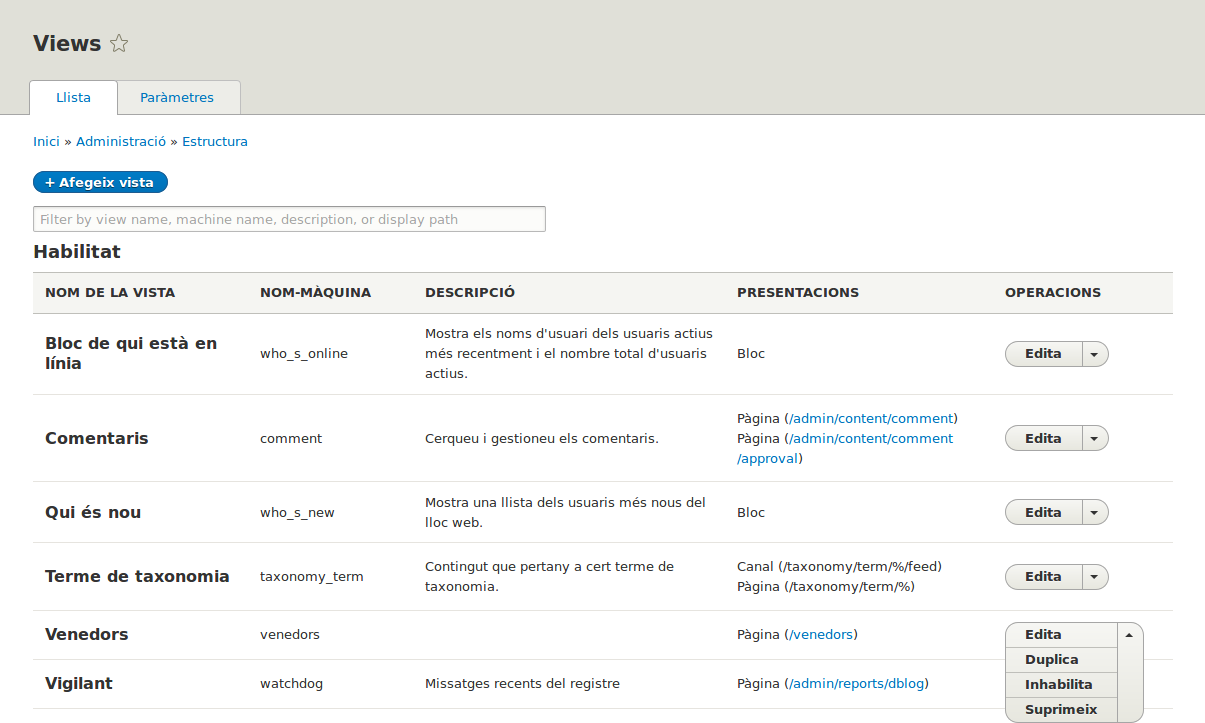 Views
Llista Paràmetres
Inici » Administració » Estructura
+ Afegeix vista
Filter by view name, machine name, description, or display path
Habilitat
NOM DE LA VISTA NOM-MÀQUINA DESCRIPCIÓ PRESENTACIONS OPERACIONS
Bloc de qui està en
línia
who_s_online
Mostra els noms d'usuari dels usuaris actius
més recentment i el nombre total d'usuaris
actius.
Bloc
Edita
Comentaris
comment
Cerqueu i gestioneu els comentaris.
Pàgina (/admin/content/comment)
Pàgina (/admin/content/comment
/approval)
Edita
Qui és nou
who_s_new
Mostra una llista dels usuaris més nous del
lloc web.
Bloc
Edita
Terme de taxonomia
taxonomy_term
Contingut que pertany a cert terme de
taxonomia.
Canal (/taxonomy/term/%/feed)
Pàgina (/taxonomy/term/%)
Edita
Venedors
venedors
Pàgina (/venedors)
Edita
Duplica
Inhabilita
Suprimeix
Vigilant
watchdog
Missatges recents del registre
Pàgina (/admin/reports/dblog)